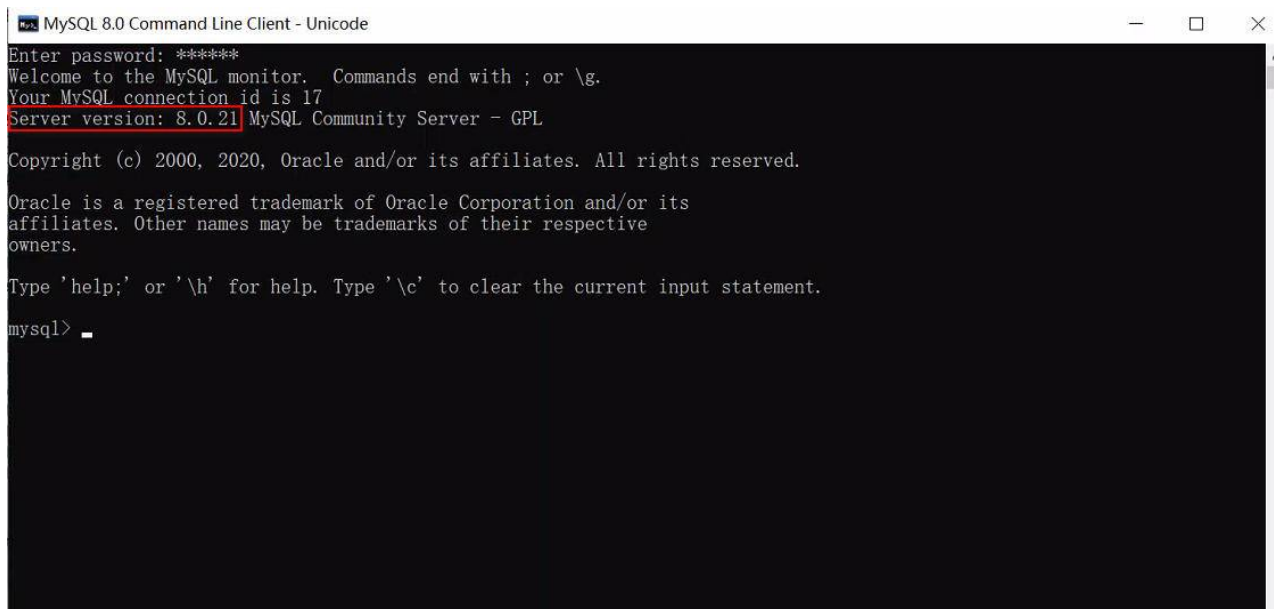 MySQL 8.0 Command Line Client - Unicode
Enter password: ******
Welcome to the MySQL monitor.  Commands end with ; or \g.
Your MySQL connection id is 17
Server version: 8.0.21 MySQL Community Server - GPL
Copyright (c) 2000, 2020, Oracle and/or its affiliates. All rights reserved.
Oracle is a registered trademark of Oracle Corporation and/or its
affiliates. Other names may be trademarks of their respective
owners.
Type 'help;' or '\h' for help. Type '\c' to clear the current input statement.
mysql>